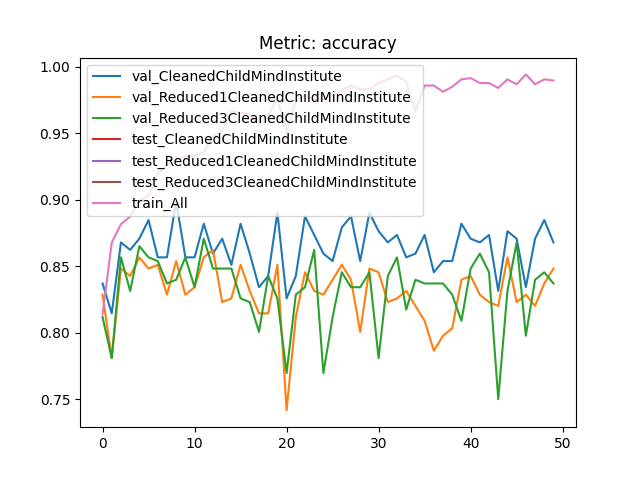 Metric: accuracy
1.00
0.95
0.90
0.85
0.80
0.75
val_CleanedChildMindInstitute
val_Reduced1CleanedChildMindInstitute
val_Reduced3CleanedChildMindInstitute
test_CleanedChildMindInstitute
test_Reduced1CleanedChildMindInstitute
test_Reduced3CleanedChildMindInstitute
train_All
0 10 20 30 40 50